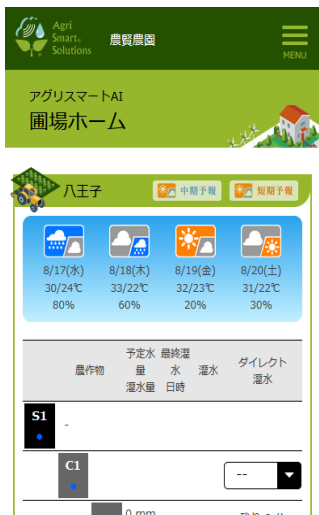 Agri
Smart®
Solutions
農賢農園
MENU
アグリスマートAI
圃場ホーム
八王子
中期予報
短期予報
8/17(水) 8/18(木) 8/19(金) 8/20(土)
30/24℃ 33/22℃ 32/23℃ 31/22℃
80% 60% 20% 30%
農作物
予定水量
灌水量
最終灌水
日時
灌水
ダイレクト
灌水
S1
-
C1
--
0 mm